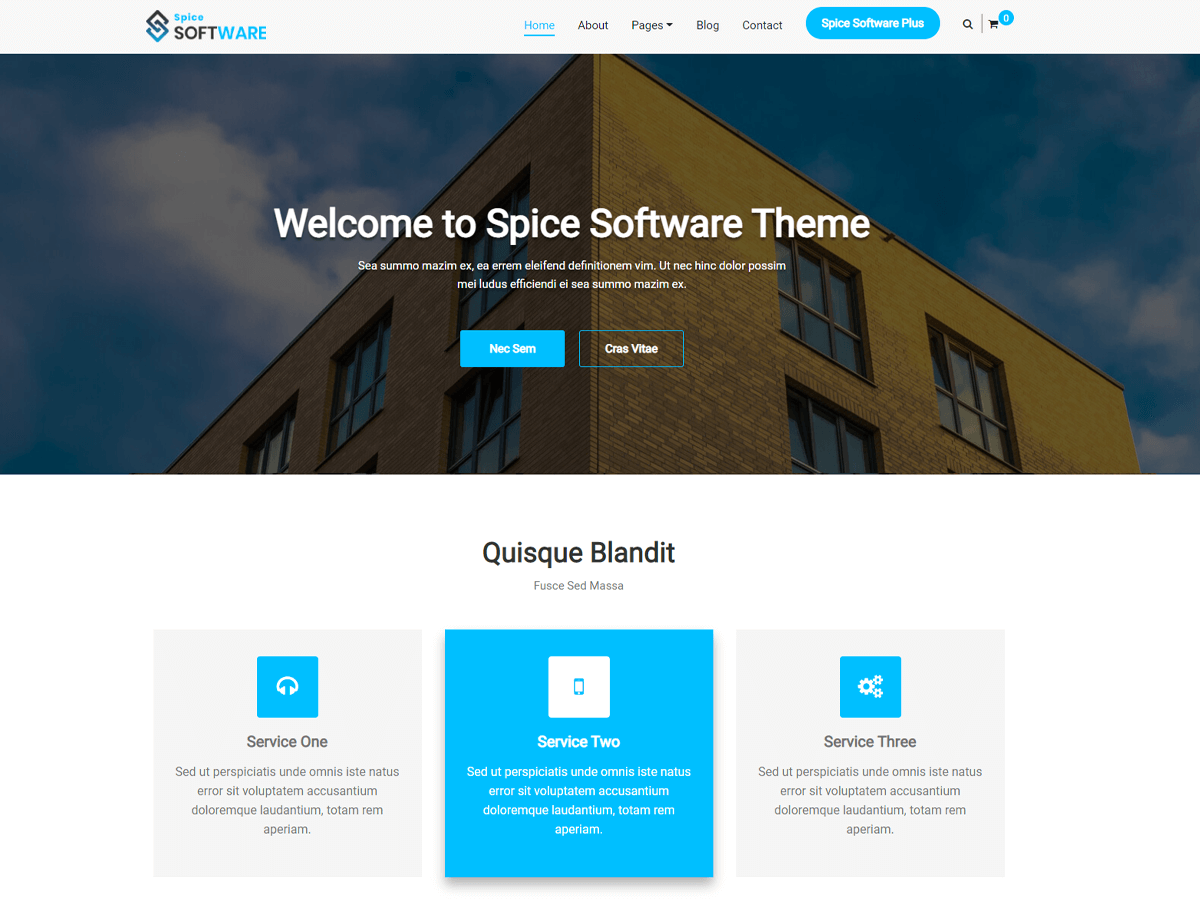 Spice
SOFTWARE
Home About Pages Blog Contact Spice Software Plus 0
Welcome to Spice Software Theme
Sea summo mazim ex, ea errem eleifend definitionem vim. Ut nec hinc dolor possim
mei ludus efficiendi ei sea summo mazim ex.
Nec Sem Cras Vitae
Quisque Blandit
Fusce Sed Massa
Service One
Sed ut perspiciatis unde omnis iste natus
error sit voluptatem accusantium
doloremque laudantium, totam rem
aperiam.
Service Two
Sed ut perspiciatis unde omnis iste natus
error sit voluptatem accusantium
doloremque laudantium, totam rem
aperiam.
Service Three
Sed ut perspiciatis unde omnis iste natus
error sit voluptatem accusantium
doloremque laudantium, totam rem
aperiam.